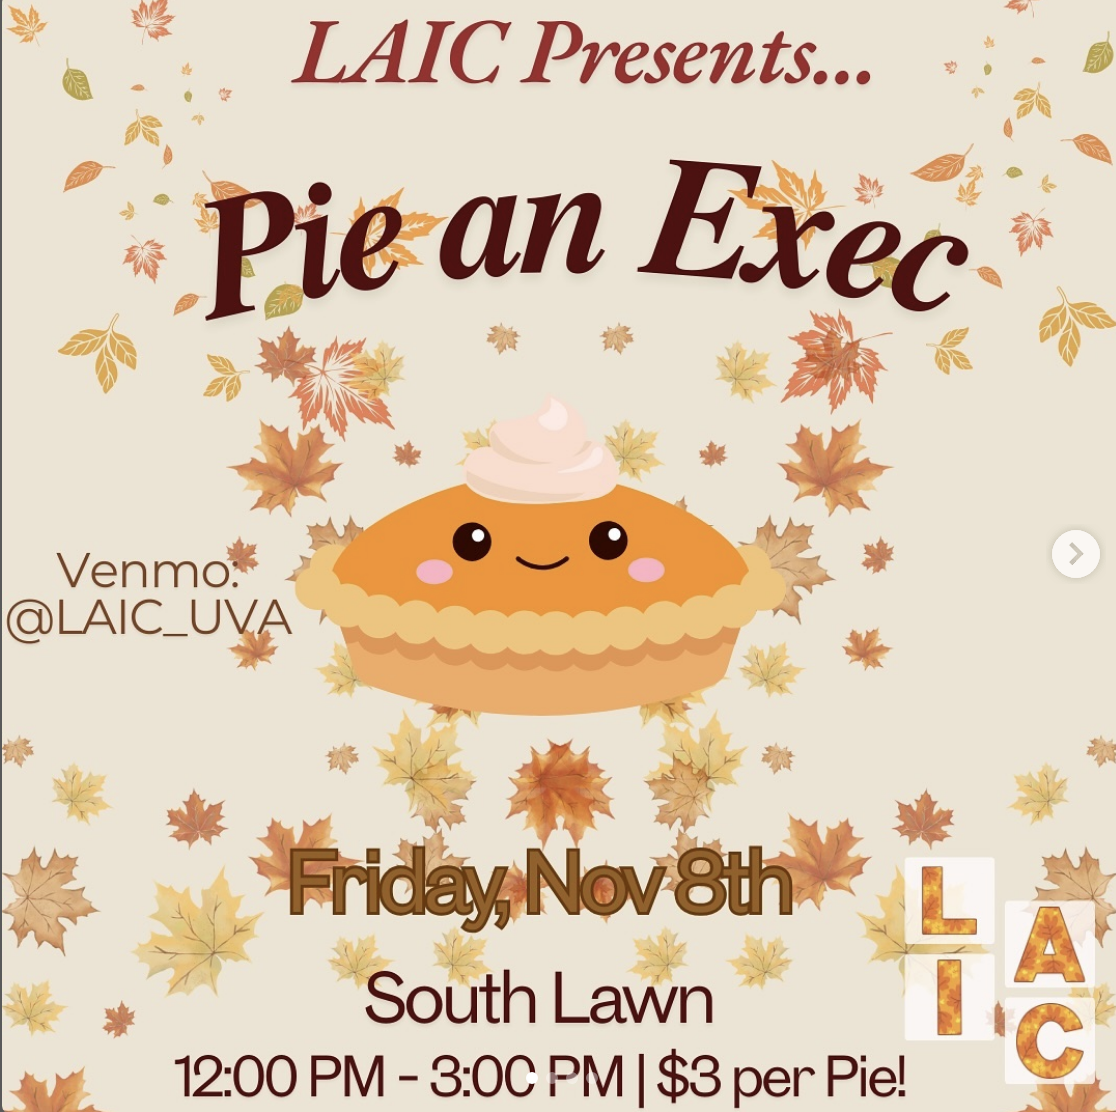 LAIC Presents...
Pie an Exec
Venmo:
@LAIC_UVA
Friday, Nov 8th
South Lawn
12:00 PM - 3:00 PM | $3 per Pie!
L
A
I
C